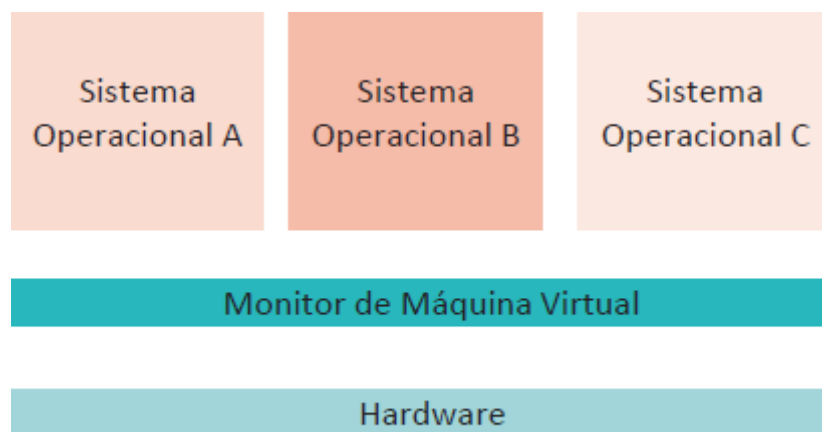 Sistema
Operacional A
Sistema
Operacional B
Sistema
Operacional C
Monitor de Máquina Virtual
Hardware